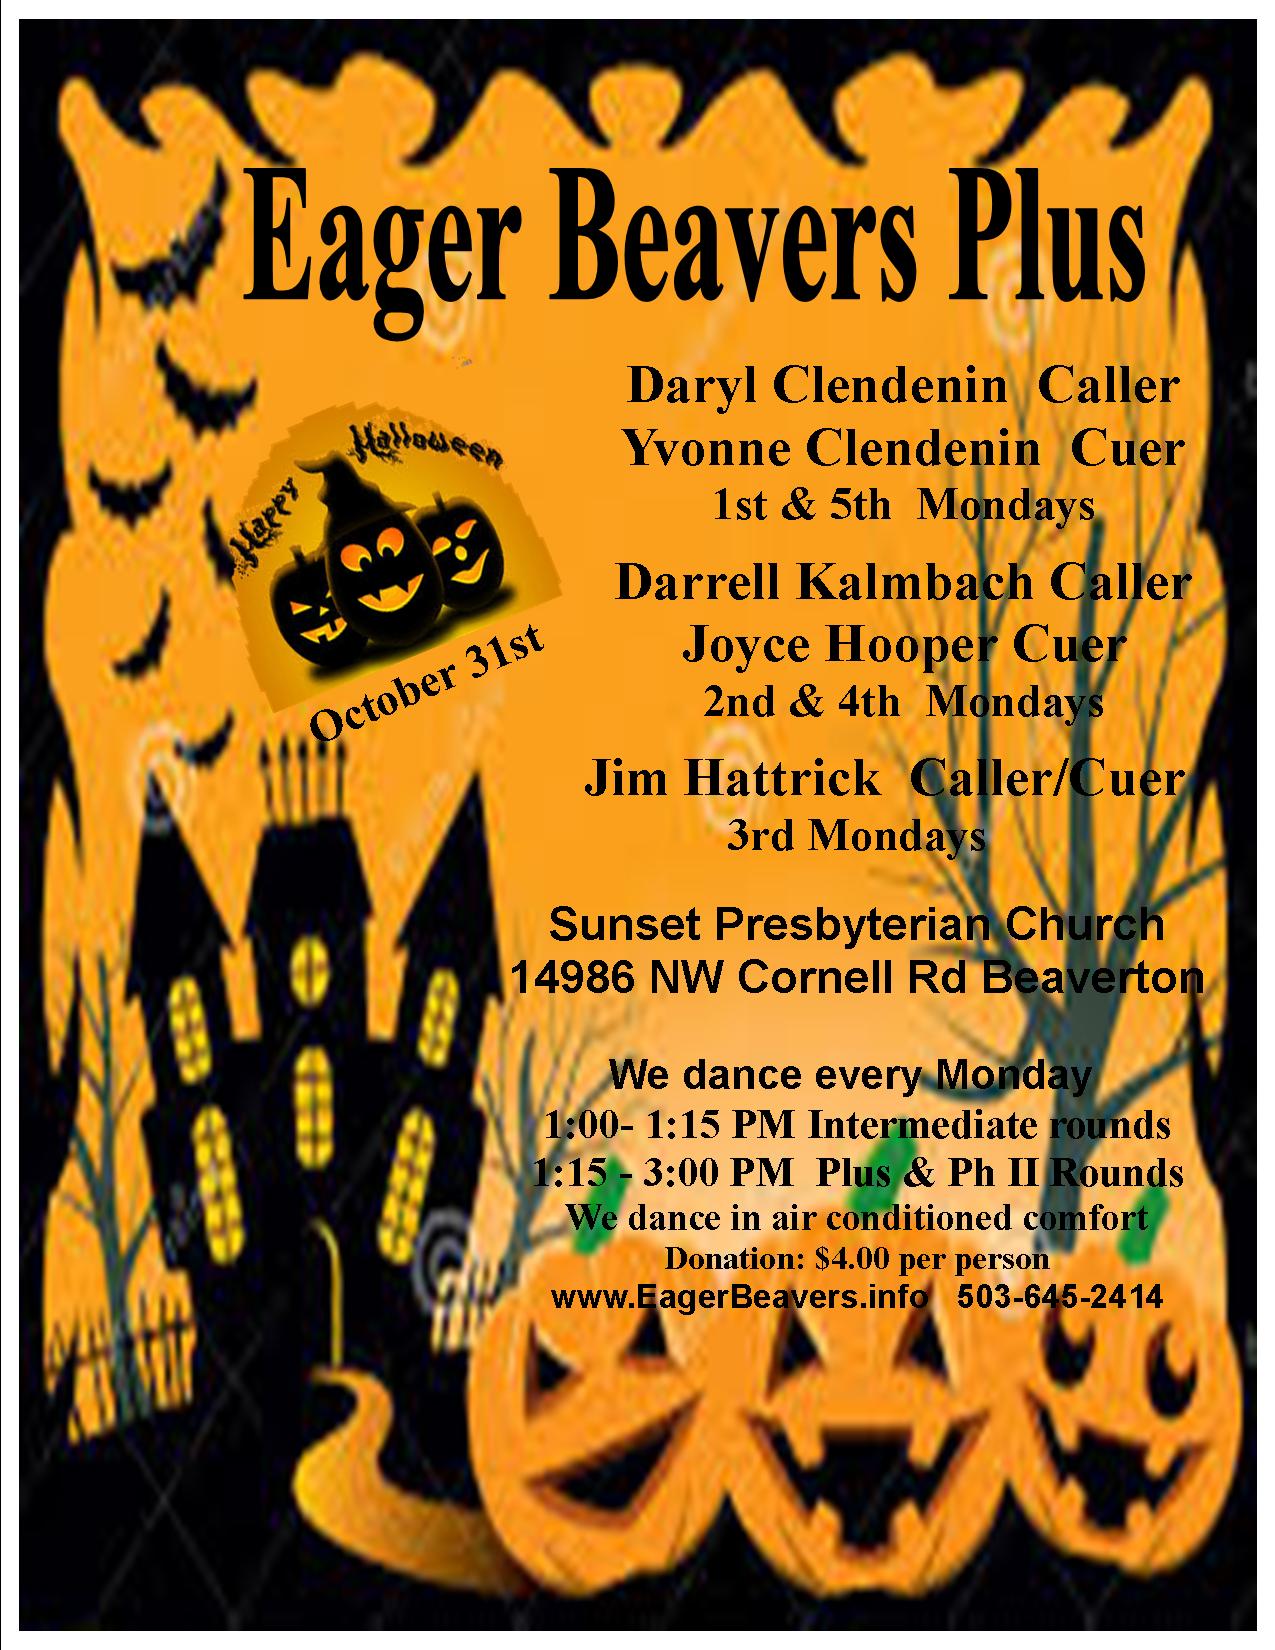 Eager Beavers Plus
Daryl Clendenin Caller
Yvonne Clendenin Cuer
1st & 5th Mondays
Happy Halloween
October 31st
Darrell Kalmbach Caller
Joyce Hooper Cuer
2nd & 4th Mondays
Jim Hattrick Caller/Cuer
3rd Mondays
Sunset Presbyterian Church
14986 NW Cornell Rd Beaverton
We dance every Monday
1:00- 1:15 PM Intermediate rounds
1:15 - 3:00 PM Plus & Ph II Rounds
We dance in air conditioned comfort
Donation: $4.00 per person
www.EagerBeavers.info 503-645-2414